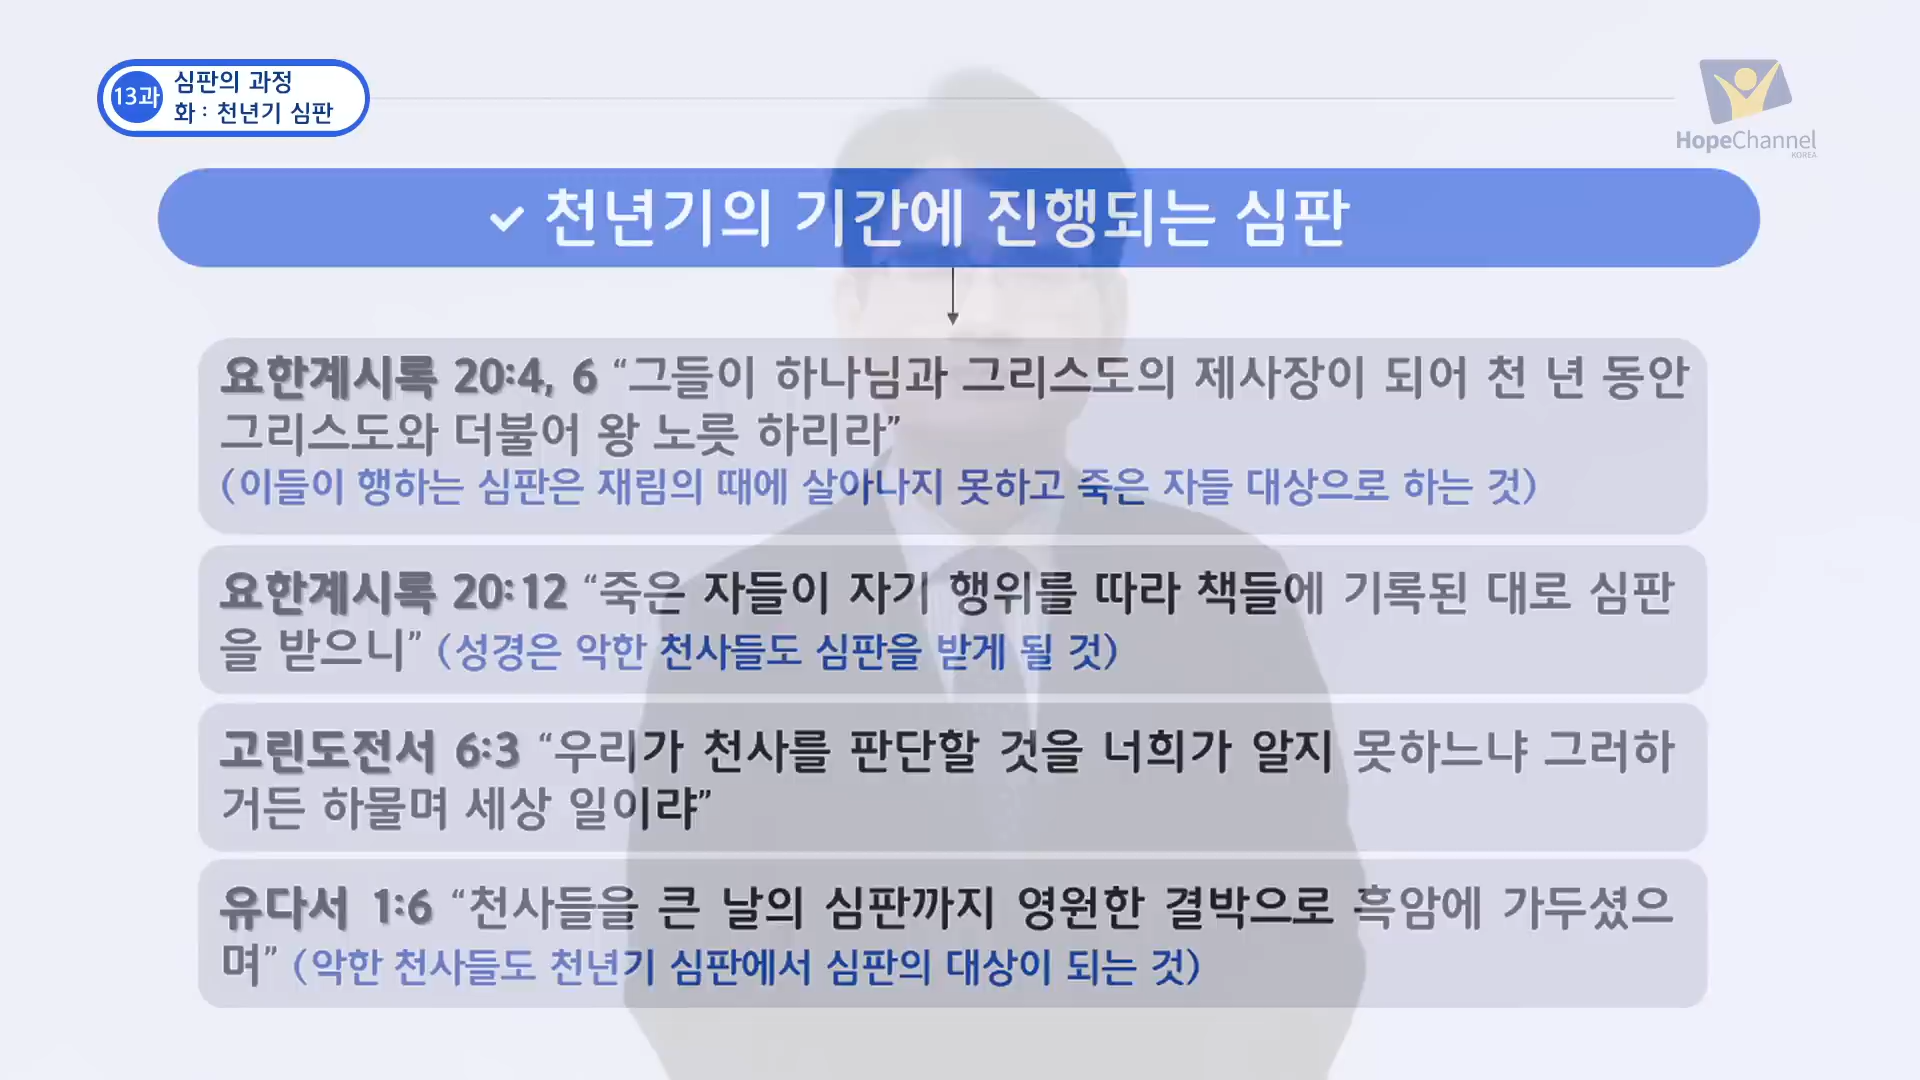 13과
심판의 과정
화 : 천년기 심판
HopeChannel
KOREA
천년기의 기간에 진행되는 심판
요한계시록 20:4, 6 “그들이 하나님과 그리스도의 제사장이 되어 천 년 동안
그리스도와 더불어 왕 노릇 하리라”
(이들이 행하는 심판은 재림의 때에 살아나지 못하고 죽은 자들 대상으로 하는 것)
요한계시록 20:12 “죽은 자들이 자기 행위를 따라 책들에 기록된 대로 심판
을 받으니” (성경은 악한 천사들도 심판을 받게 될 것)
고린도전서 6:3 “우리가 천사를 판단할 것을 너희가 알지 못하느냐 그러하
거든 하물며 세상 일이랴”
유다서 1:6 “천사들을 큰 날의 심판까지 영원한 결박으로 흑암에 가두셨으
며” (악한 천사들도 천년기 심판에서 심판의 대상이 되는 것)